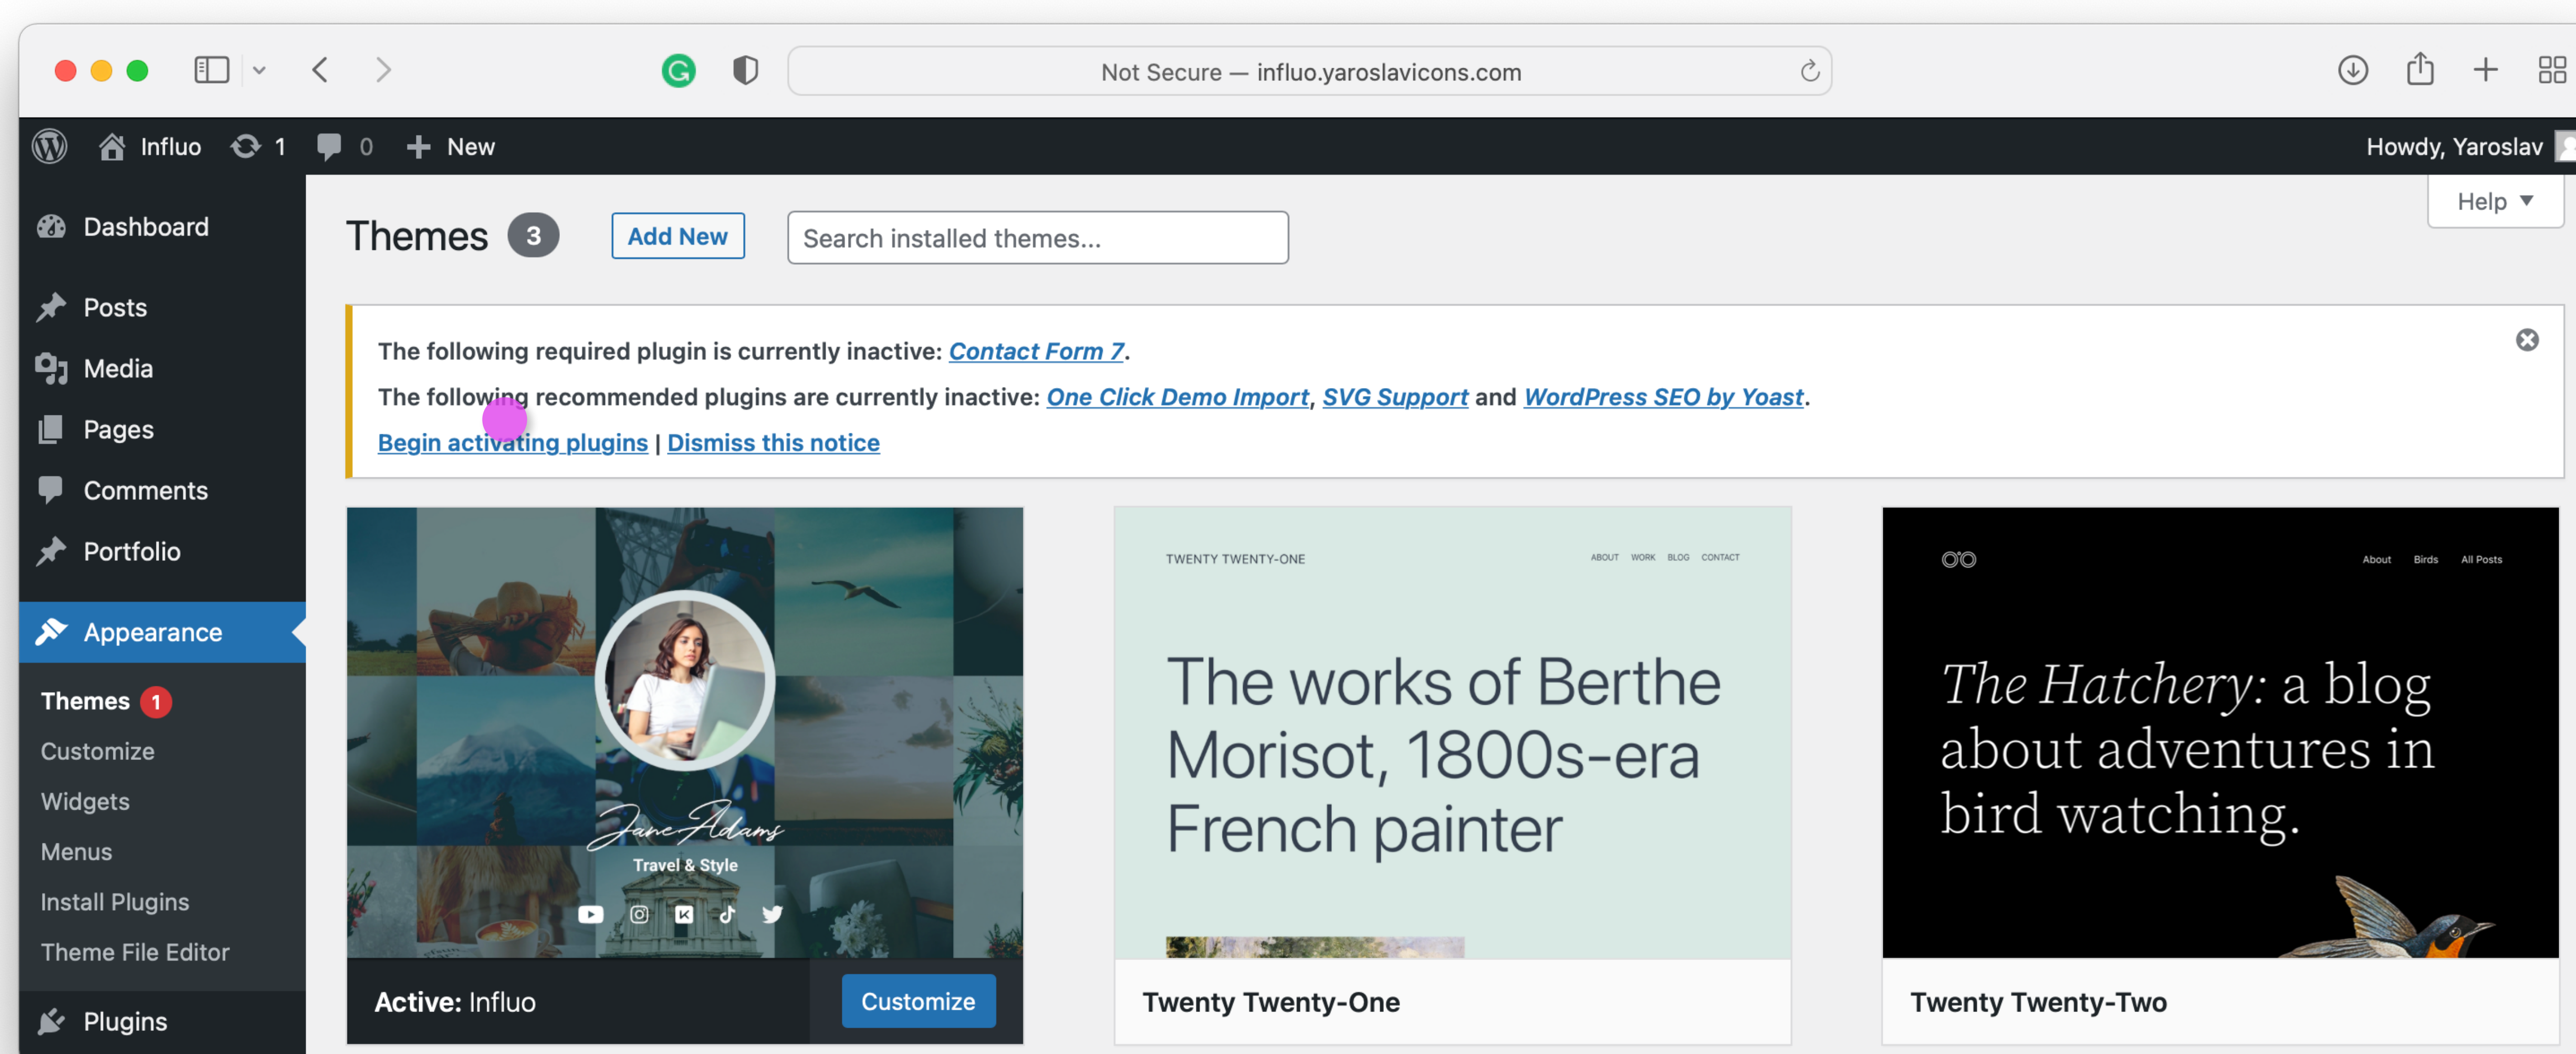 Not Secure — influo.yaroslavicons.com
Influo 1 0 New
Howdy, Yaroslav
Help
Dashboard
Posts
Media
Pages
Comments
Portfolio
Appearance
Themes 1
Customize
Widgets
Menus
Install Plugins
Theme File Editor
Plugins
Themes 3 Add New Search installed themes...
The following required plugin is currently inactive: Contact Form 7.
The following recommended plugins are currently inactive: One Click Demo Import, SVG Support and WordPress SEO by Yoast.
Begin activating plugins | Dismiss this notice
Jane Adams
Travel & Style
Active: Influo Customize
TWENTY TWENTY-ONE ABOUT WORK BLOG CONTACT
The works of Berthe
Morisot, 1800s-era
French painter
Twenty Twenty-One
About Birds All Posts
The Hatchery: a blog
about adventures in
bird watching.
Twenty Twenty-Two